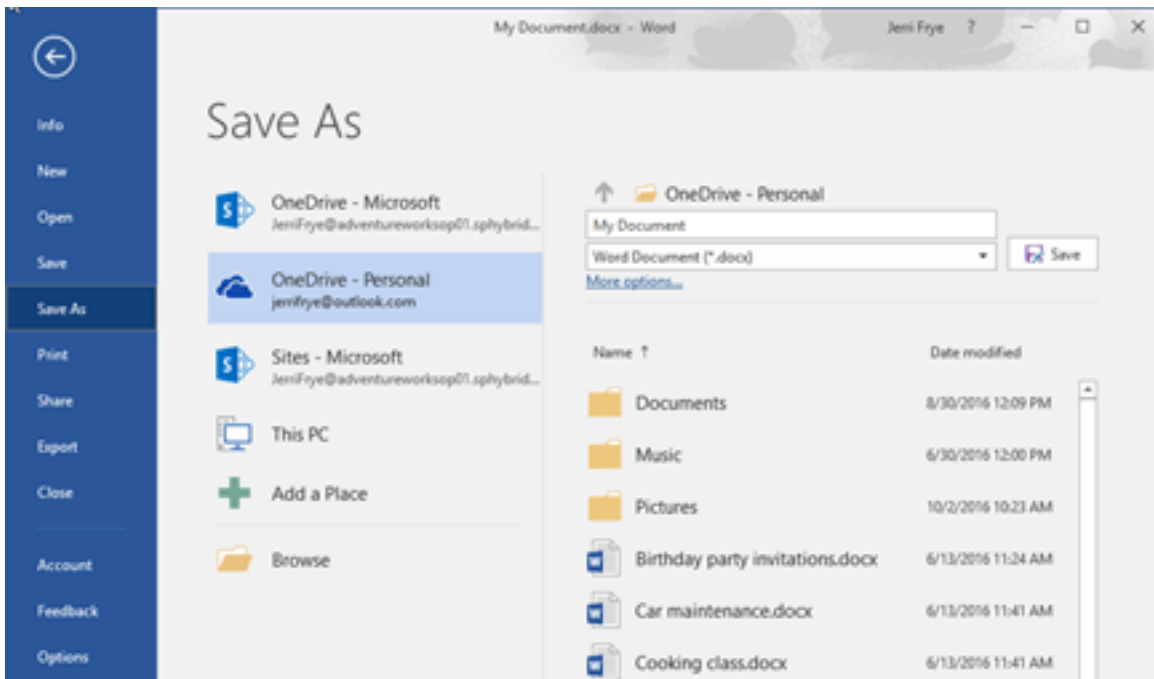 My Document.docx - Word
Jerri Frye ?
Info
New
Open
Save
Save As
Print
Share
Export
Close
Account
Feedback
Options
Save As
OneDrive - Microsoft
JerriFrye@adventureworksop01.sphybrid...
OneDrive - Personal
jerrifrye@outlook.com
Sites - Microsoft
JerriFrye@adventureworksop01.sphybrid...
This PC
Add a Place
Browse
OneDrive - Personal
My Document
Word Document (*.docx)
Save
More options...
Name ↑ Date modified
Documents 8/30/2016 12:09 PM
Music 6/30/2016 12:00 PM
Pictures 10/2/2016 10:23 AM
Birthday party invitations.docx 6/13/2016 11:24 AM
Car maintenance.docx 6/13/2016 11:41 AM
Cooking class.docx 6/13/2016 11:41 AM